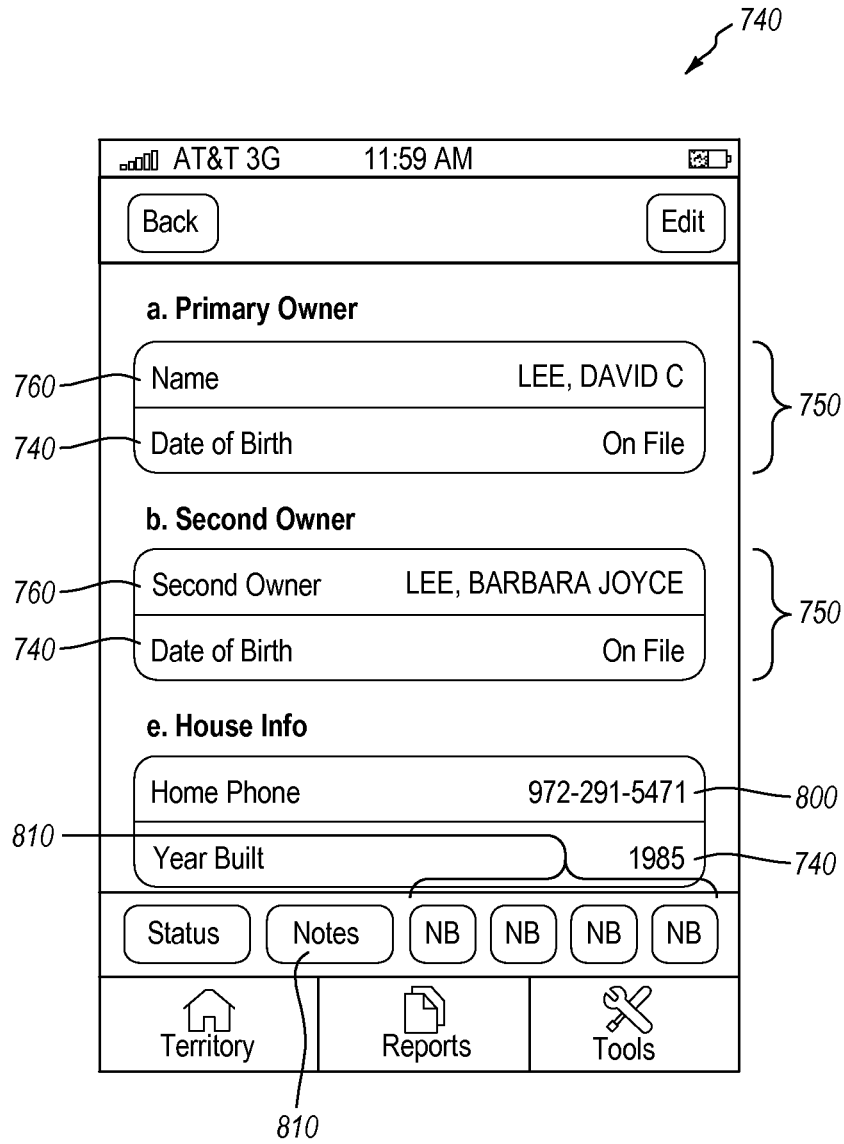 740
AT&T 3G 11:59 AM
Back Edit
a. Primary Owner
760 Name LEE, DAVID C
750
740 Date of Birth On File
b. Second Owner
760 Second Owner LEE, BARBARA JOYCE
750
740 Date of Birth On File
e. House Info
Home Phone 972-291-5471 800
810
Year Built 1985 740
Status Notes NB NB NB NB
Territory Reports Tools
810